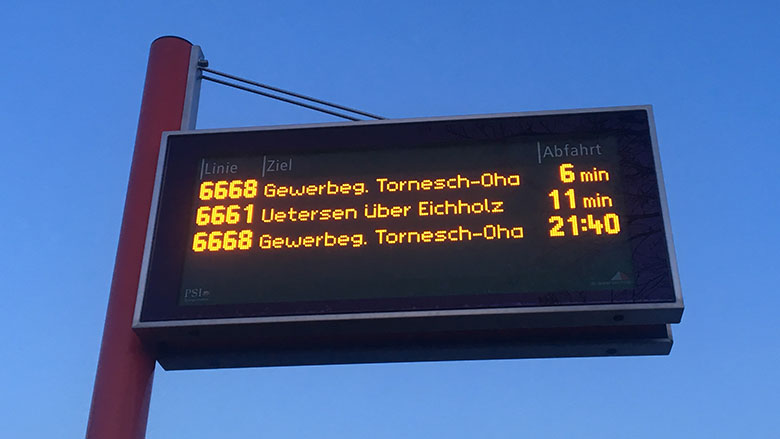 Linie Ziel Abfahrt
6668 Gewerbeg. Tornesch-Oha 6 min
6661 Uetersen über Eichholz 11 min
6668 Gewerbeg. Tornesch-Oha 21:40
PSI